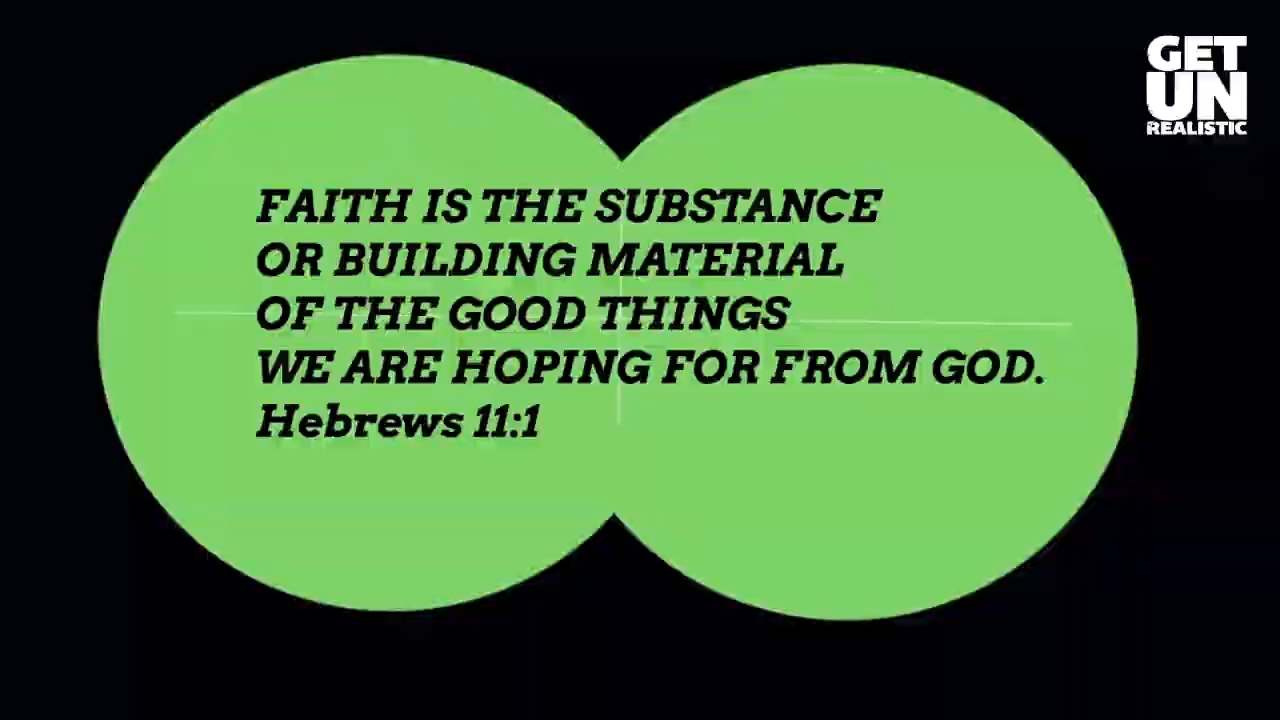 GET
UN
REALISTIC
FAITH IS THE SUBSTANCE
OR BUILDING MATERIAL
OF THE GOOD THINGS
WE ARE HOPING FOR FROM GOD.
Hebrews 11:1